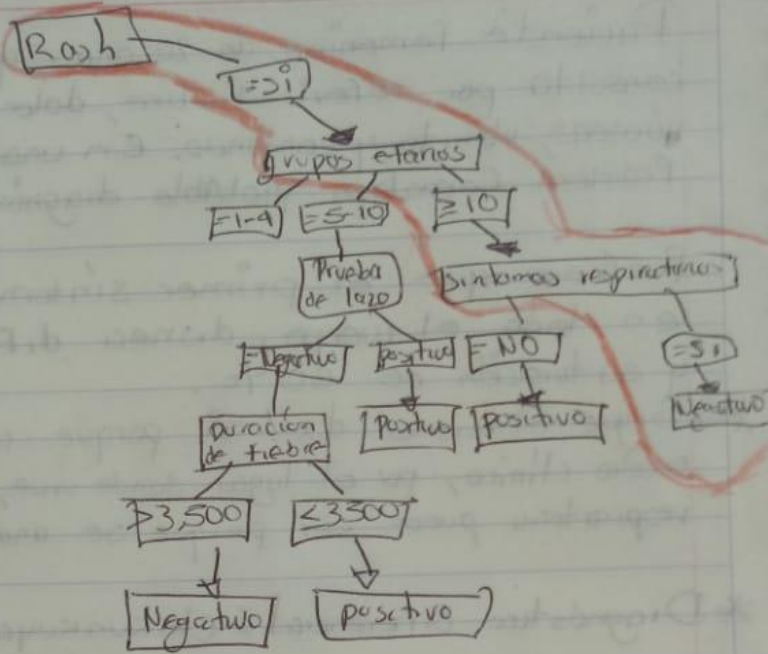 Rash
=si
grupos etarios
=1-4
=5-10
≥10
Prueba
de lazo
sintomas respiratorios
=Negativo
positivo
=NO
=Si
Duración
de fiebre
Positivo
positivo
Negativo
>3,500
≤3500
Negativo
positivo